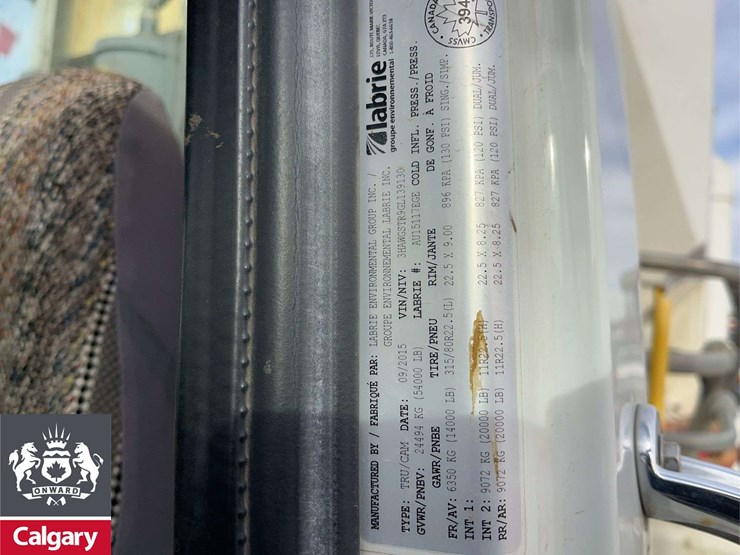 labrie
groupe environnemental
CANADA
394
CMVSS
TRANSPO
MANUFACTURED BY / FABRIQUÉ PAR: LABRIE ENVIRONMENTAL GROUP INC. /
GROUPE ENVIRONNEMENTAL LABRIE INC.
TYPE: TRU/CAM DATE: 09/2015 VIN/NIV: 3HAWGSTR9GL139130
GVWR/PNBV: 24494 KG (54000 LB) LABRIE #: AU15117EGE COLD INFL. PRESS./PRESS.
GAWR/PNBE TIRE/PNEU RIM/JANTE DE GONF. À FROID
FR/AV: 6350 KG (14000 LB) 315/80R22.5(L) 22.5 X 9.00 896 KPA (130 PSI) SING./SIMP.
INT 1:
INT 2: 9072 KG (20000 LB) 11R22.5(H) 22.5 X 8.25 827 KPA (120 PSI) DUAL/JUM.
RR/AR: 9072 KG (20000 LB) 11R22.5(H) 22.5 X 8.25 827 KPA (120 PSI) DUAL/JUM.
ONWARD
Calgary